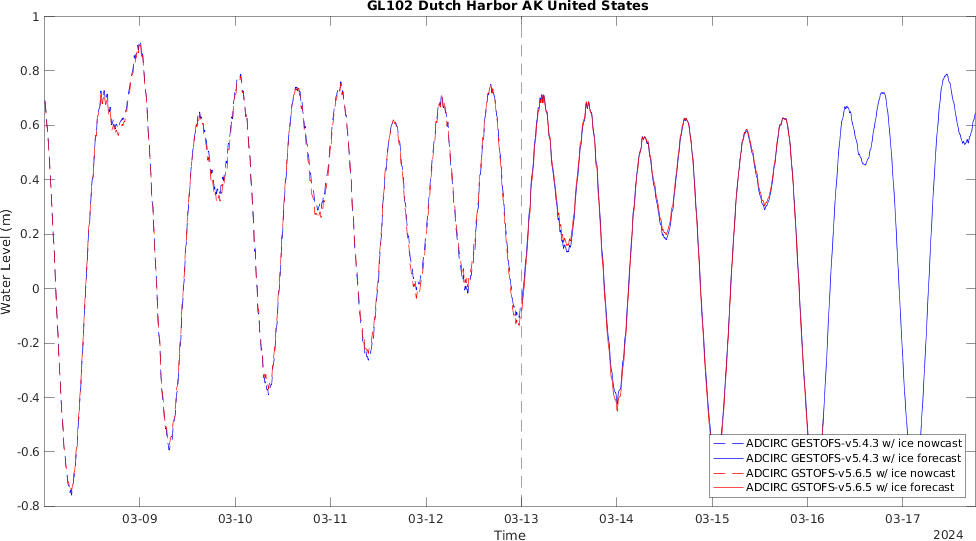 GL102 Dutch Harbor AK United States
1
0.8
0.6
0.4
0.2
0
-0.2
-0.4
-0.6
-0.8
Water Level (m)
ADCIRC GESTOFS-v5.4.3 w/ ice nowcast
ADCIRC GESTOFS-v5.4.3 w/ ice forecast
ADCIRC GSTOFS-v5.6.5 w/ ice nowcast
ADCIRC GSTOFS-v5.6.5 w/ ice forecast
03-09 03-10 03-11 03-12 03-13 03-14 03-15 03-16 03-17
Time
2024